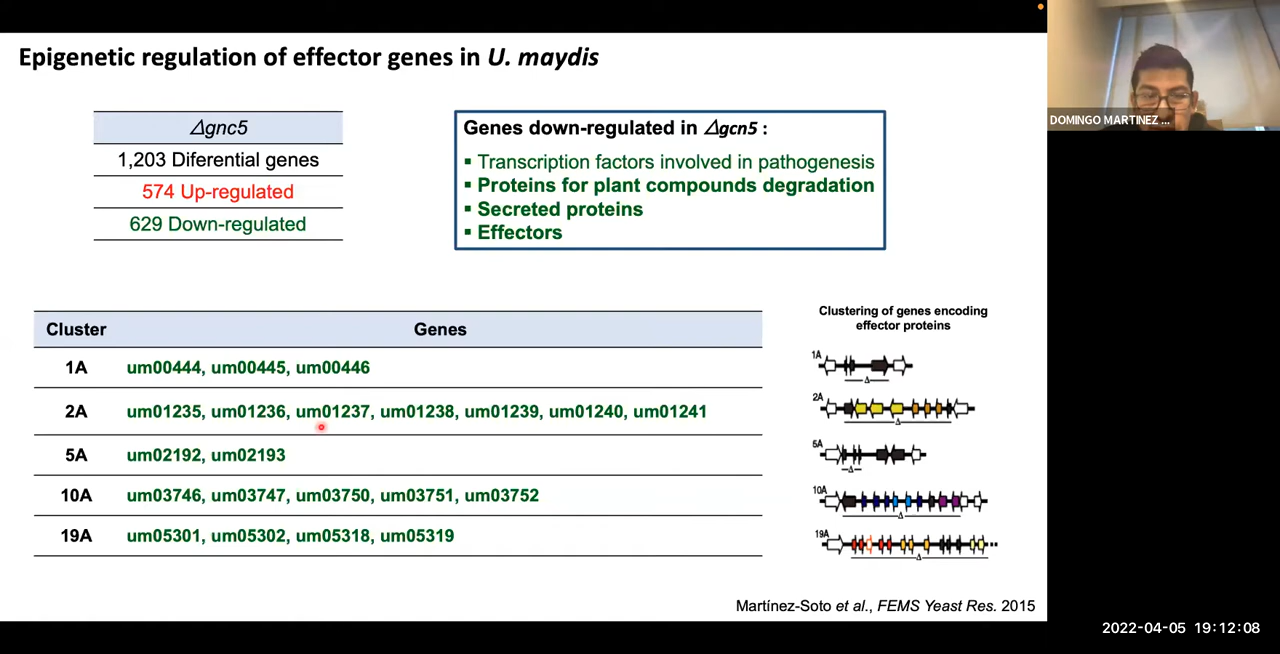 Epigenetic regulation of effector genes in U. maydis
Δgnc5
1,203 Diferential genes
574 Up-regulated
629 Down-regulated
Genes down-regulated in Δgcn5 :
▪ Transcription factors involved in pathogenesis
▪ Proteins for plant compounds degradation
▪ Secreted proteins
▪ Effectors
Cluster Genes
1A um00444, um00445, um00446
2A um01235, um01236, um01237, um01238, um01239, um01240, um01241
5A um02192, um02193
10A um03746, um03747, um03750, um03751, um03752
19A um05301, um05302, um05318, um05319
Clustering of genes encoding
effector proteins
1A
Δ
2A
Δ
5A
Δ
10A
Δ
19A
Δ
Martínez-Soto et al., FEMS Yeast Res. 2015
DOMINGO MARTINEZ ...
2022-04-05 19:12:08